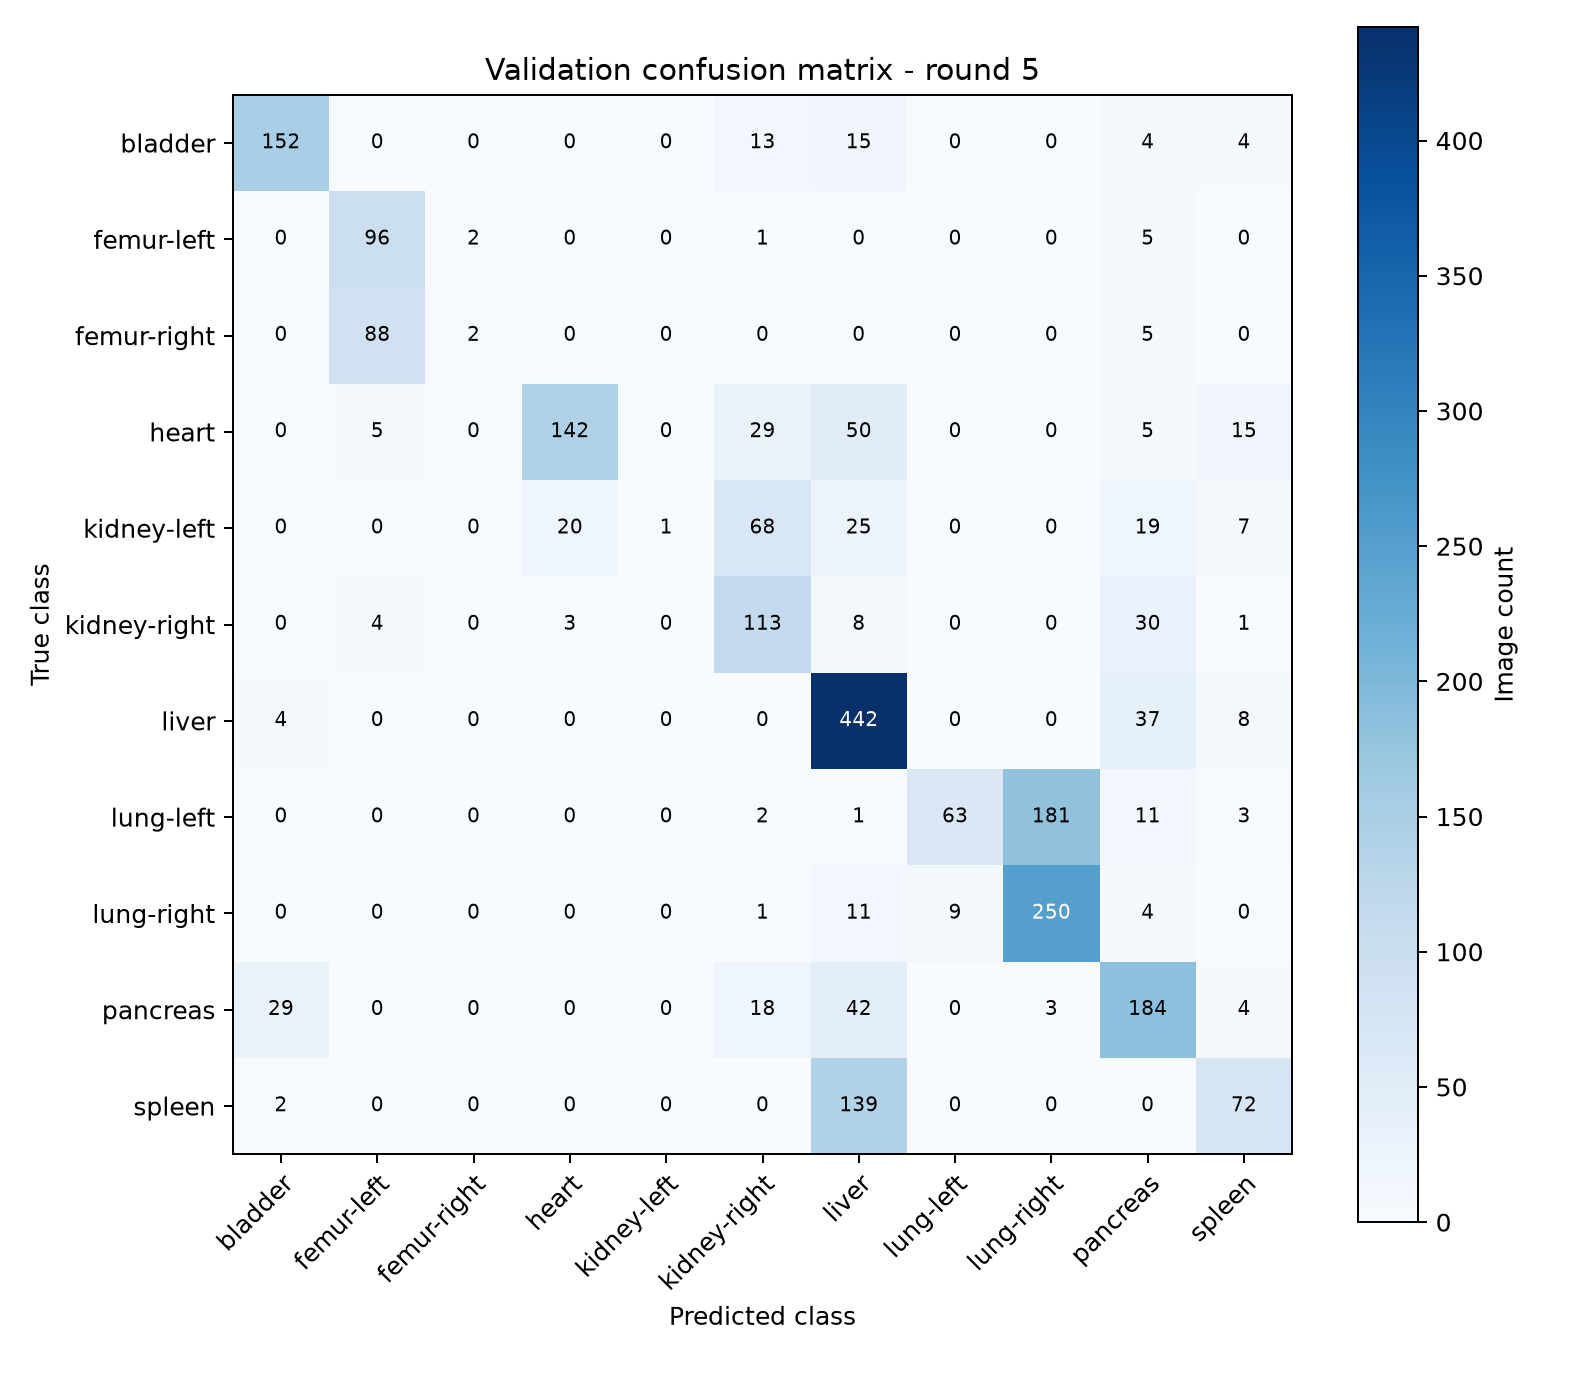 Validation confusion matrix - round 5
bladder 152 0 0 0 0 13 15 0 0 4 4
femur-left 0 96 2 0 0 1 0 0 0 5 0
femur-right 0 88 2 0 0 0 0 0 0 5 0
heart 0 5 0 142 0 29 50 0 0 5 15
kidney-left 0 0 0 20 1 68 25 0 0 19 7
kidney-right 0 4 0 3 0 113 8 0 0 30 1
liver 4 0 0 0 0 0 442 0 0 37 8
lung-left 0 0 0 0 0 2 1 63 181 11 3
lung-right 0 0 0 0 0 1 11 9 250 4 0
pancreas 29 0 0 0 0 18 42 0 3 184 4
spleen 2 0 0 0 0 0 139 0 0 0 72
bladder femur-left femur-right heart kidney-left kidney-right liver lung-left lung-right pancreas spleen
Predicted class
True class
400
350
300
250
200
150
100
50
0
Image count